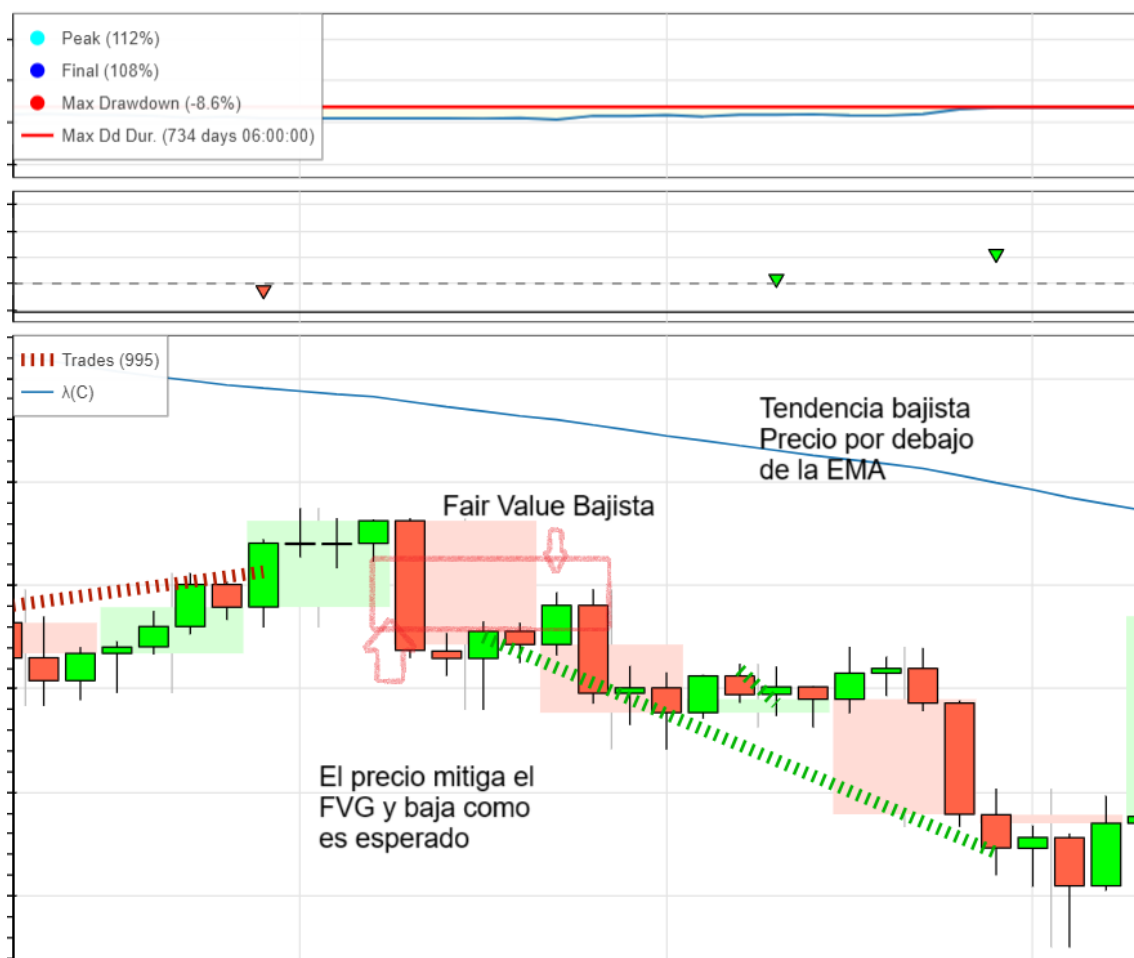 Peak (112%)
Final (108%)
Max Drawdown (-8.6%)
Max Dd Dur. (734 days 06:00:00)
Trades (995)
λ(C)
Tendencia bajista
Precio por debajo
de la EMA
Fair Value Bajista
El precio mitiga el
FVG y baja como
es esperado